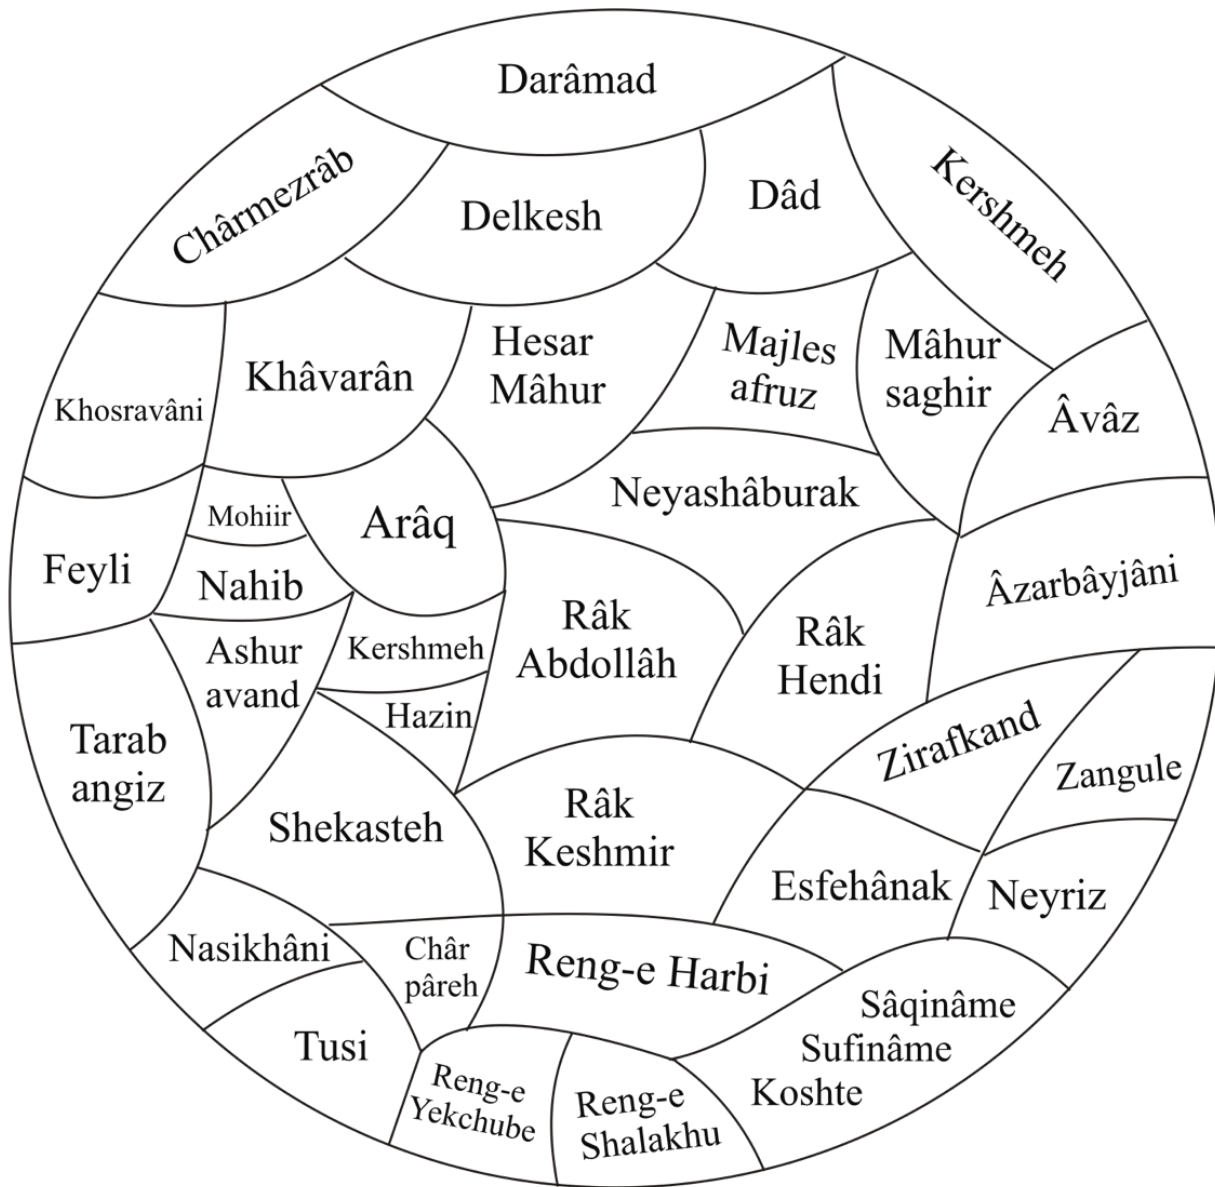 Darâmad
Chârmezrâb
Delkesh
Dâd
Kershmeh
Khosravâni
Khâvarân
Hesar
Mâhur
Majles
afruz
Mâhur
saghir
Âvâz
Feyli
Mohiir
Nahib
Arâq
Neyashâburak
Âzarbâyjâni
Ashur
avand
Kershmeh
Hazin
Râk
Abdollâh
Râk
Hendi
Tarab
angiz
Zirafkand
Zangule
Shekasteh
Râk
Keshmir
Esfehânak
Neyriz
Nasikhâni
Châr
pâreh
Reng-e Harbi
Sâqinâme
Sufinâme
Koshte
Tusi
Reng-e
Yekchube
Reng-e
Shalakhu